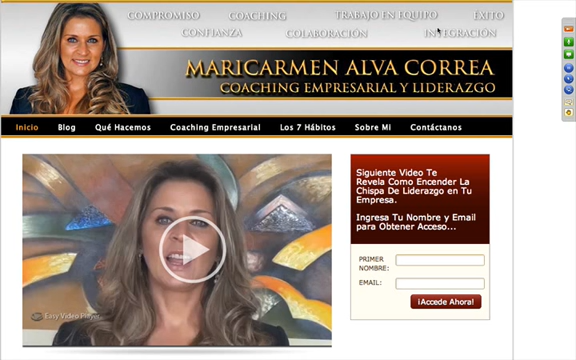 COMPROMISO COACHING TRABAJO EN EQUIPO ÉXITO
CONFIANZA COLABORACIÓN INTEGRACIÓN
MARICARMEN ALVA CORREA
COACHING EMPRESARIAL Y LIDERAZGO
Inicio Blog Qué Hacemos Coaching Empresarial Los 7 Hábitos Sobre Mi Contáctanos
Siguiente Video Te
Revela Como Encender La
Chispa De Liderazgo en Tu
Empresa.
Ingresa Tu Nombre y Email
para Obtener Acceso...
PRIMER
NOMBRE:
EMAIL:
¡Accede Ahora!
Easy Video Player